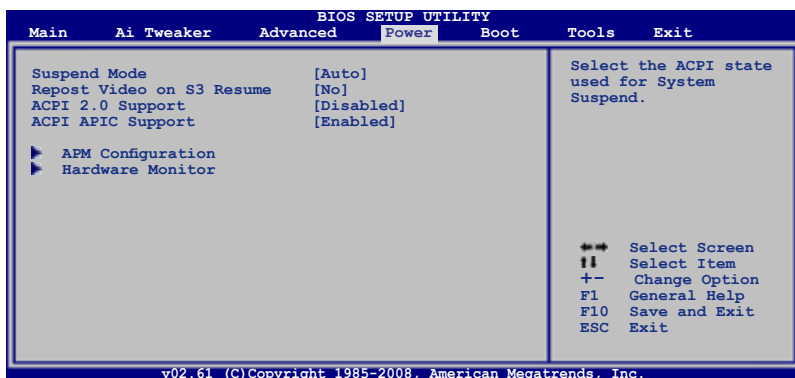 BIOS SETUP UTILITY
Main Ai Tweaker Advanced Power Boot Tools Exit
Suspend Mode [Auto]
Repost Video on S3 Resume [No]
ACPI 2.0 Support [Disabled]
ACPI APIC Support [Enabled]
APM Configuration
Hardware Monitor
Select the ACPI state
used for System
Suspend.
Select Screen
Select Item
+- Change Option
F1 General Help
F10 Save and Exit
ESC Exit
v02.61 (C)Copyright 1985-2008, American Megatrends, Inc.